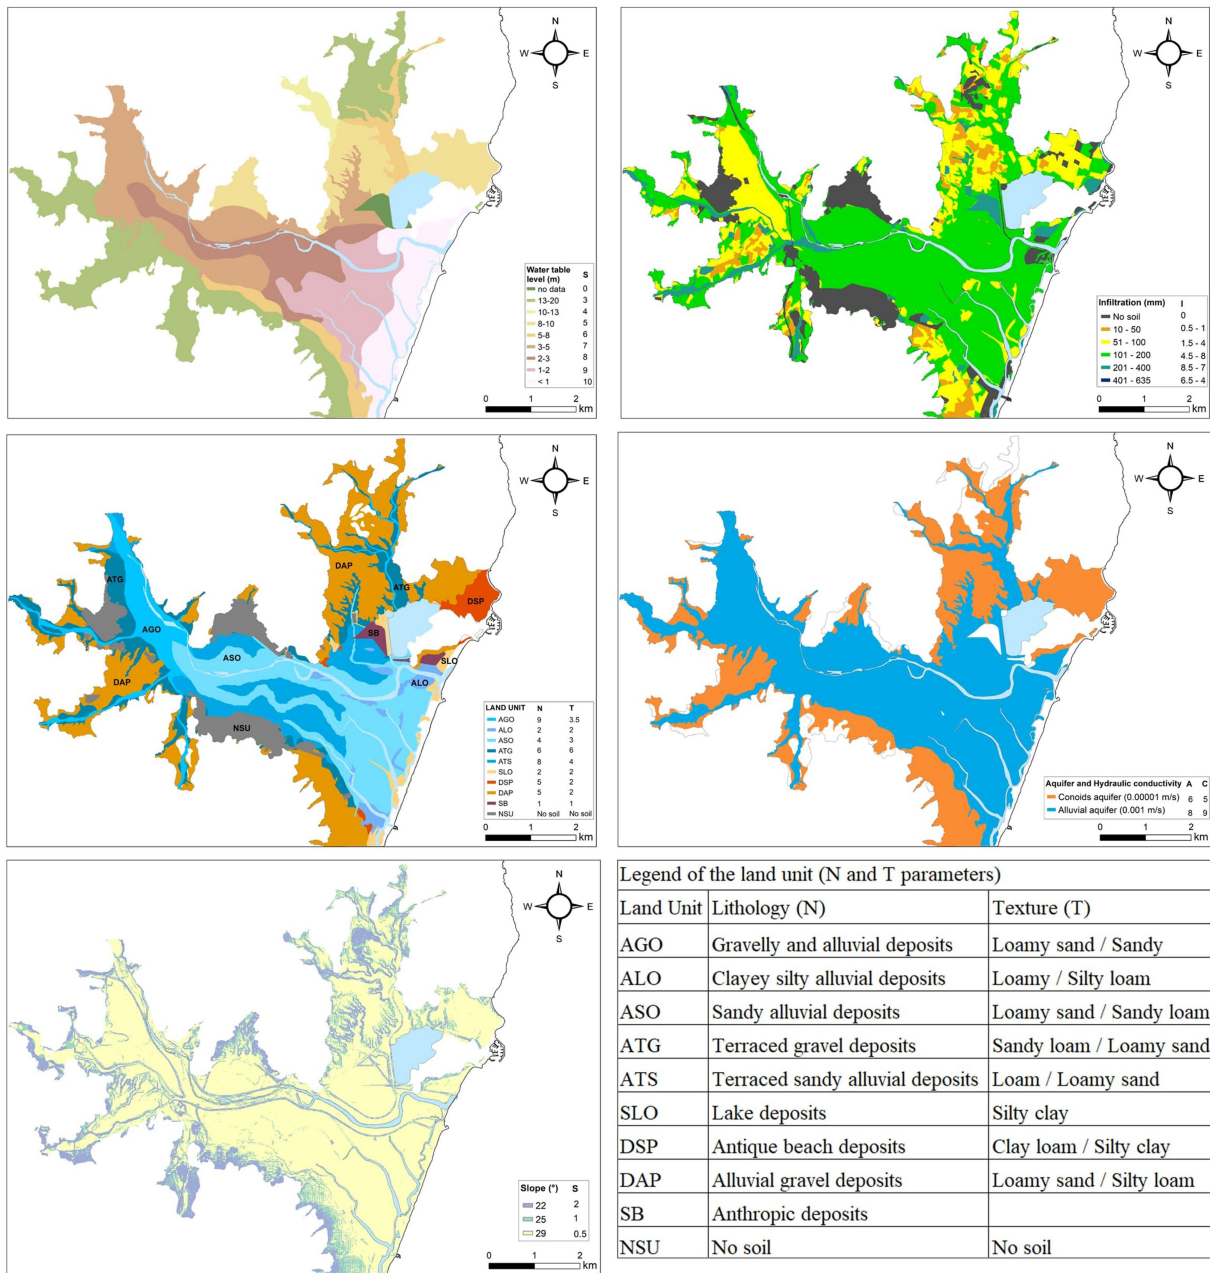 N
W E
S
Water table level (m) S
no data 0
13-20 3
10-13 4
8-10 5
5-8 6
3-5 7
2-3 8
1-2 9
< 1 10
0 1 2 km
N
W E
S
Infiltration (mm) I
No soil 0
10 - 50 0.5 - 1
51 - 100 1.5 - 4
101 - 200 4.5 - 8
201 - 400 8.5 - 7
401 - 635 6.5 - 4
0 1 2 km
N
W E
S
DAP
ATG
ATG
DSP
AGO
SB
ASO
SLO
DAP
ALO
NSU
LAND UNIT N T
AGO 9 3.5
ALO 2 2
ASO 4 3
ATG 6 6
ATS 8 4
SLO 2 2
DSP 5 2
DAP 5 2
SB 1 1
NSU No soil No soil
0 1 2 km
N
W E
S
Aquifer and Hydraulic conductivity A C
Conoids aquifer (0.00001 m/s) 6 5
Alluvial aquifer (0.001 m/s) 8 9
0 1 2 km
N
W E
S
Slope (°) S
22 2
25 1
29 0.5
0 1 2 km
Legend of the land unit (N and T parameters)
Land Unit Lithology (N) Texture (T)
AGO Gravelly and alluvial deposits Loamy sand / Sandy
ALO Clayey silty alluvial deposits Loamy / Silty loam
ASO Sandy alluvial deposits Loamy sand / Sandy loam
ATG Terraced gravel deposits Sandy loam / Loamy sand
ATS Terraced sandy alluvial deposits Loam / Loamy sand
SLO Lake deposits Silty clay
DSP Antique beach deposits Clay loam / Silty clay
DAP Alluvial gravel deposits Loamy sand / Silty loam
SB Anthropic deposits
NSU No soil No soil